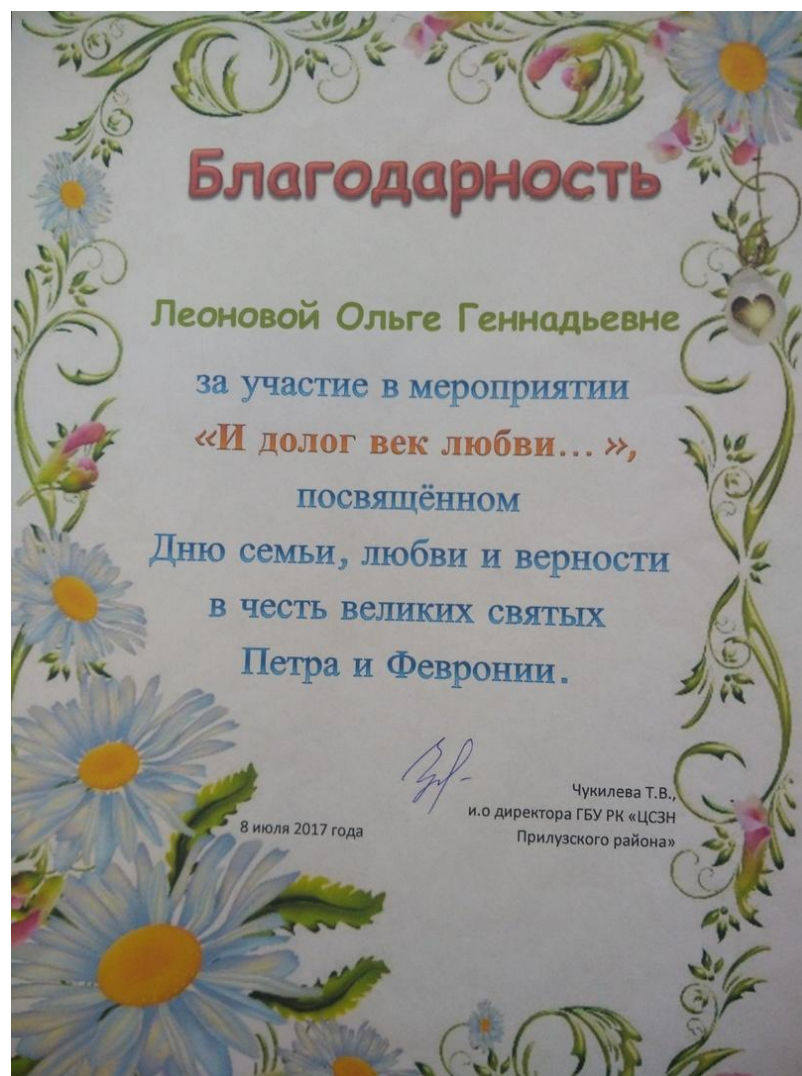 Благодарность
Леоновой Ольге Геннадьевне
за участие в мероприятии
«И долог век любви... »,
посвящённом
Дню семьи, любви и верности
в честь великих святых
Петра и Февронии.
Чукилева Т.В.,
и.о директора ГБУ РК «ЦСЗН
Прилузского района»
8 июля 2017 года